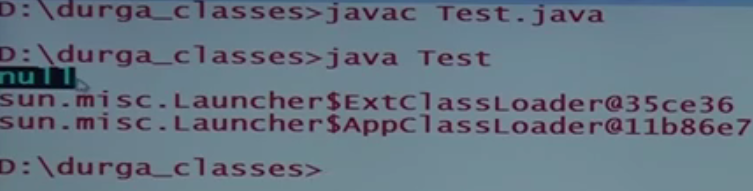 D:\durga_classes>javac Test.java
D:\durga_classes>java Test
null
sun.misc.Launcher$ExtClassLoader@35ce36
sun.misc.Launcher$AppClassLoader@11b86e7
D:\durga_classes>